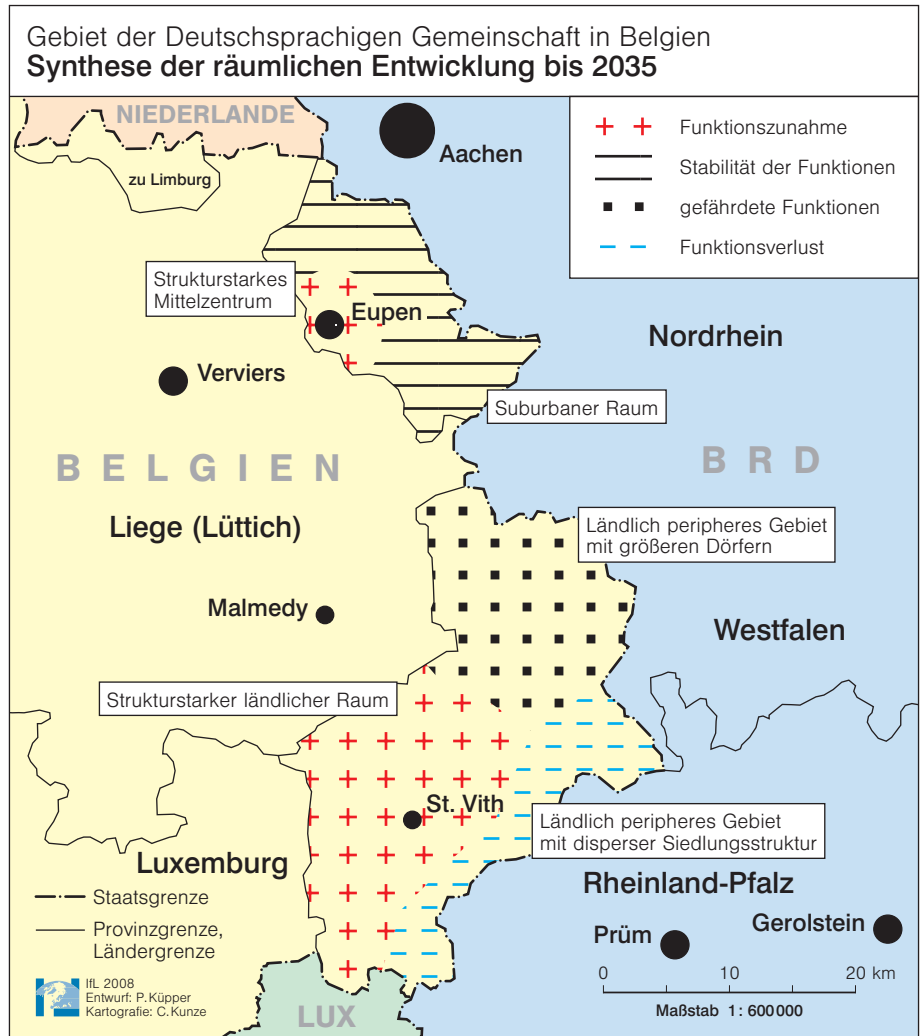 Gebiet der Deutschsprachigen Gemeinschaft in Belgien
Synthese der räumlichen Entwicklung bis 2035
NIEDERLANDE
Aachen
zu Limburg
Funktionszunahme
Stabilität der Funktionen
gefährdete Funktionen
Funktionsverlust
Strukturstarkes
Mittelzentrum
Eupen
Nordrhein
Verviers
Suburbaner Raum
BELGIEN
BRD
Liege (Lüttich)
Ländlich peripheres Gebiet
mit größeren Dörfern
Malmedy
Westfalen
Strukturstarker ländlicher Raum
St. Vith
Ländlich peripheres Gebiet
mit disperser Siedlungsstruktur
Luxemburg
Rheinland-Pfalz
Staatsgrenze
Provinzgrenze,
Ländergrenze
Prüm
Gerolstein
0 10 20 km
Maßstab 1: 600 000
IfL 2008
Entwurf: P. Küpper
Kartografie: C. Kunze
LUX